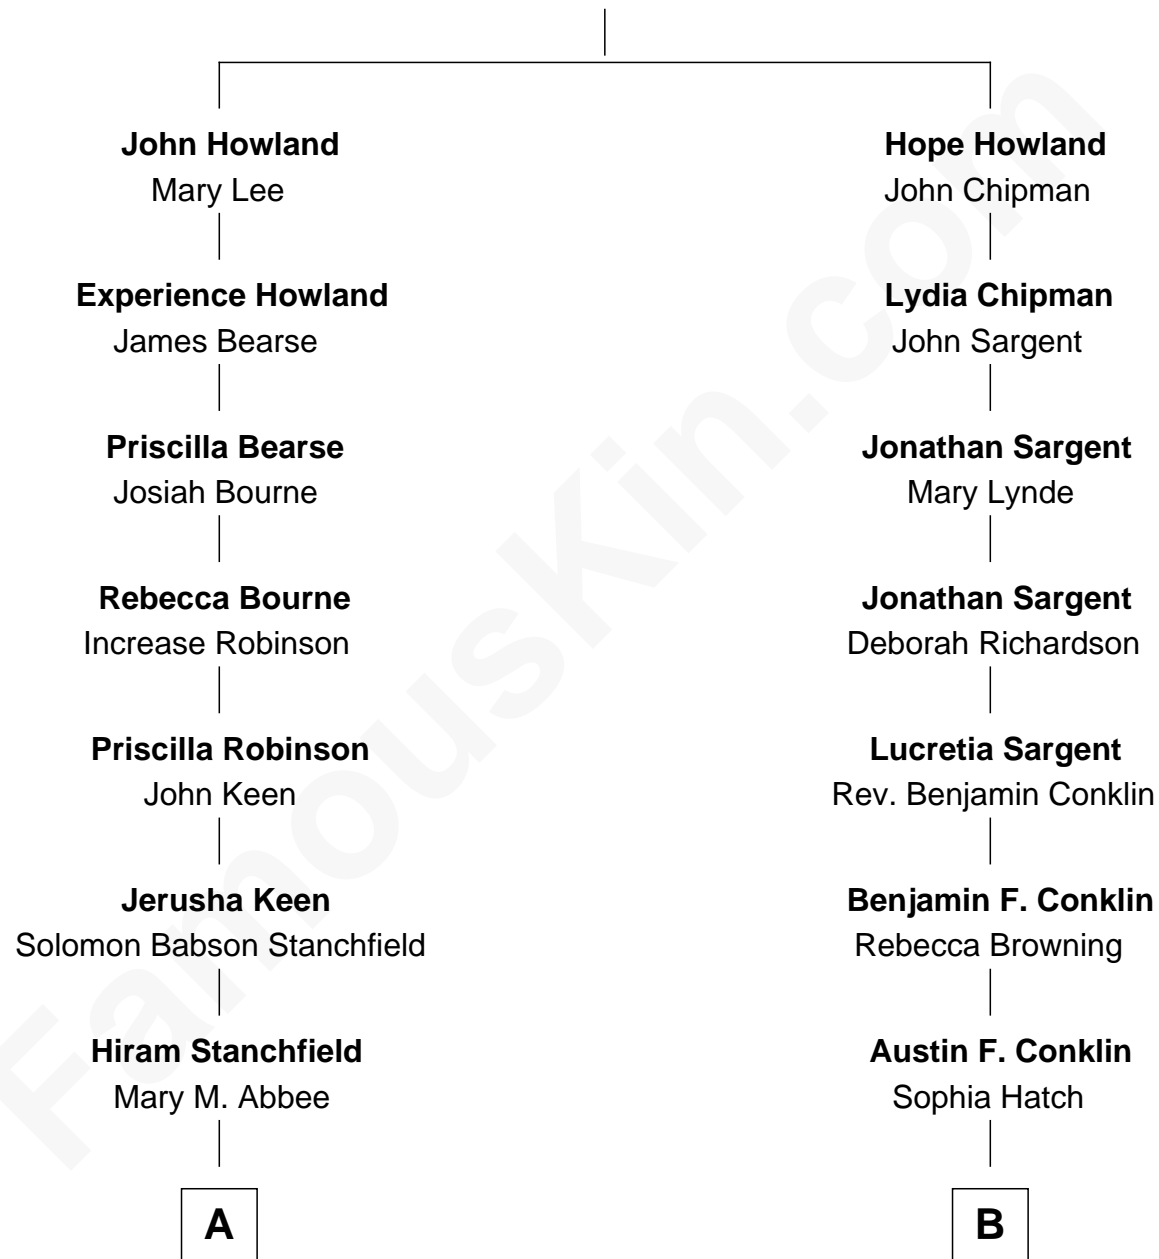 John Howland
Mary Lee
Experience Howland
James Bearse
Priscilla Bearse
Josiah Bourne
Rebecca Bourne
Increase Robinson
Priscilla Robinson
John Keen
Jerusha Keen
Solomon Babson Stanchfield
Hiram Stanchfield
Mary M. Abbee
A
Hope Howland
John Chipman
Lydia Chipman
John Sargent
Jonathan Sargent
Mary Lynde
Jonathan Sargent
Deborah Richardson
Lucretia Sargent
Rev. Benjamin Conklin
Benjamin F. Conklin
Rebecca Browning
Austin F. Conklin
Sophia Hatch
B
FamousKin.com